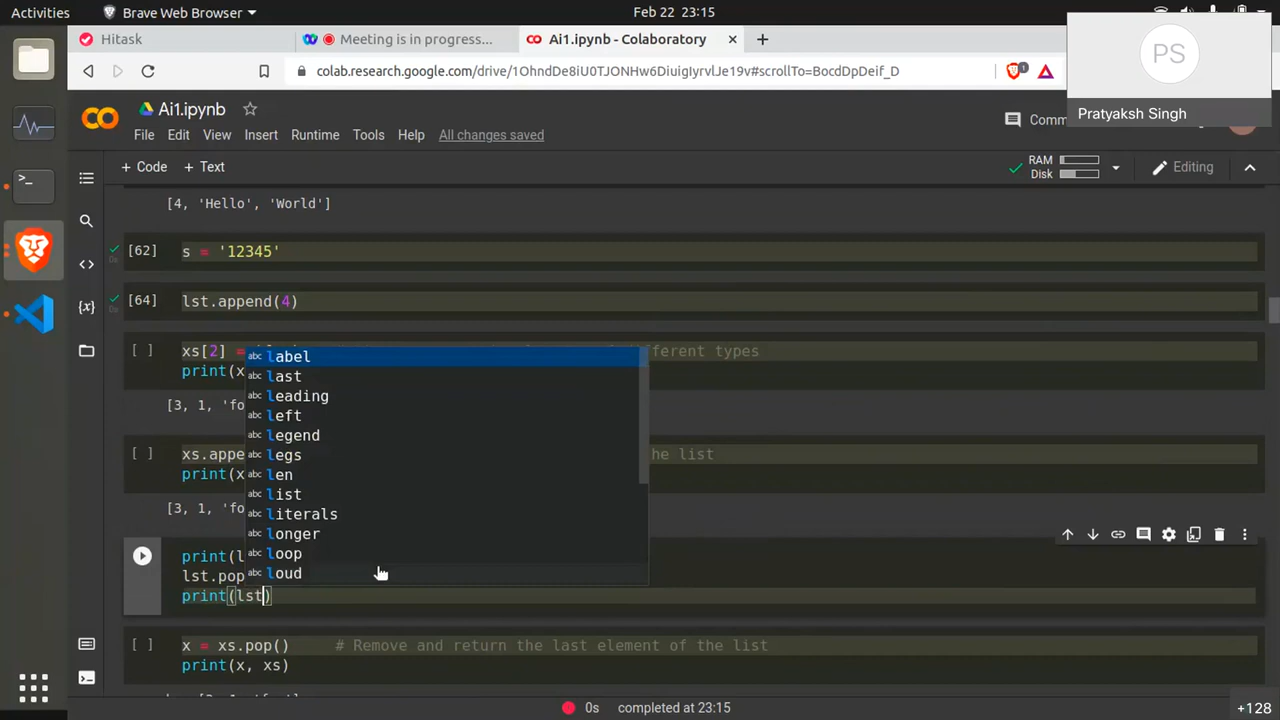 Activities
Brave Web Browser
Feb 22 23:15
Hitask
Meeting is in progress...
Ai1.ipynb - Colaboratory
colab.research.google.com/drive/1OhndDe8iU0TJONHw6DiuigIyrvlJe19v#scrollTo=BocdDpDeif_D
1
PS
Pratyaksh Singh
Ai1.ipynb
File Edit View Insert Runtime Tools Help All changes saved
Comm
+ Code + Text
RAM
Disk
Editing
[4, 'Hello', 'World']
[62] s = '12345'
[64] lst.append(4)
[ ] xs[2] = 
fferent types
print(x
[3, 1, 'fo
[ ] xs.appe
he list
print(x
[3, 1, 'fo
label
last
leading
left
legend
legs
len
list
literals
longer
loop
loud
print(l
lst.pop
print(lst)
[ ] x = xs.pop() # Remove and return the last element of the list
print(x, xs)
0s completed at 23:15
+128